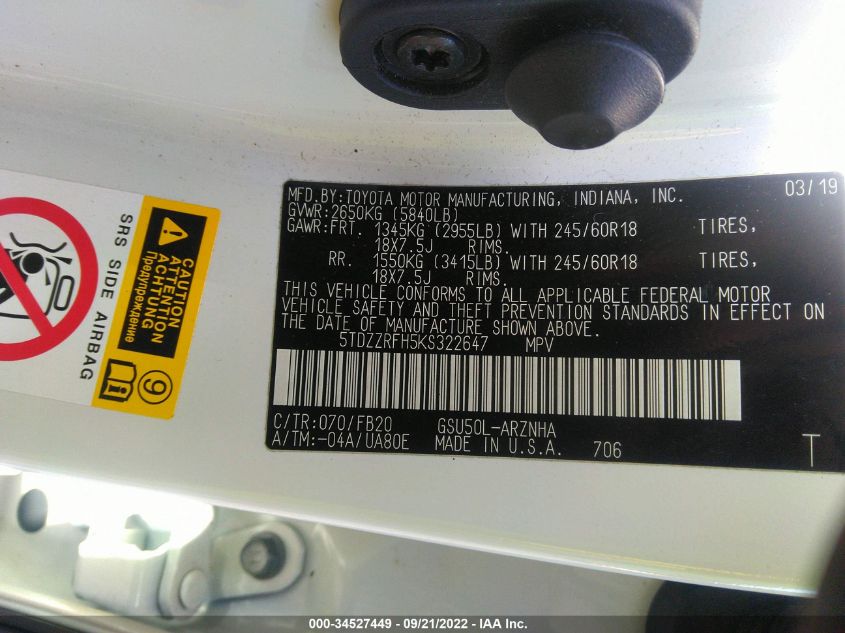 MFD.BY:TOYOTA MOTOR MANUFACTURING, INDIANA, INC. 03/19
GVWR:2650KG (5840LB)
GAWR:FRT. 1345KG (2955LB) WITH 245/60R18 TIRES,
18X7.5J RIMS.
RR. 1550KG (3415LB) WITH 245/60R18 TIRES,
18X7.5J RIMS.
THIS VEHICLE CONFORMS TO ALL APPLICABLE FEDERAL MOTOR
VEHICLE SAFETY AND THEFT PREVENTION STANDARDS IN EFFECT ON
THE DATE OF MANUFACTURE SHOWN ABOVE.
5TDZZRFH5KS322647 MPV
C/TR:070/FB20 GSU50L-ARZNHA
A/TM:-04A/UA80E MADE IN U.S.A. 706 T
SRS SIDE AIRBAG
CAUTION
ATTENTION
ACHTUNG
Предупреждение
9
000-34527449 - 09/21/2022 - IAA Inc.